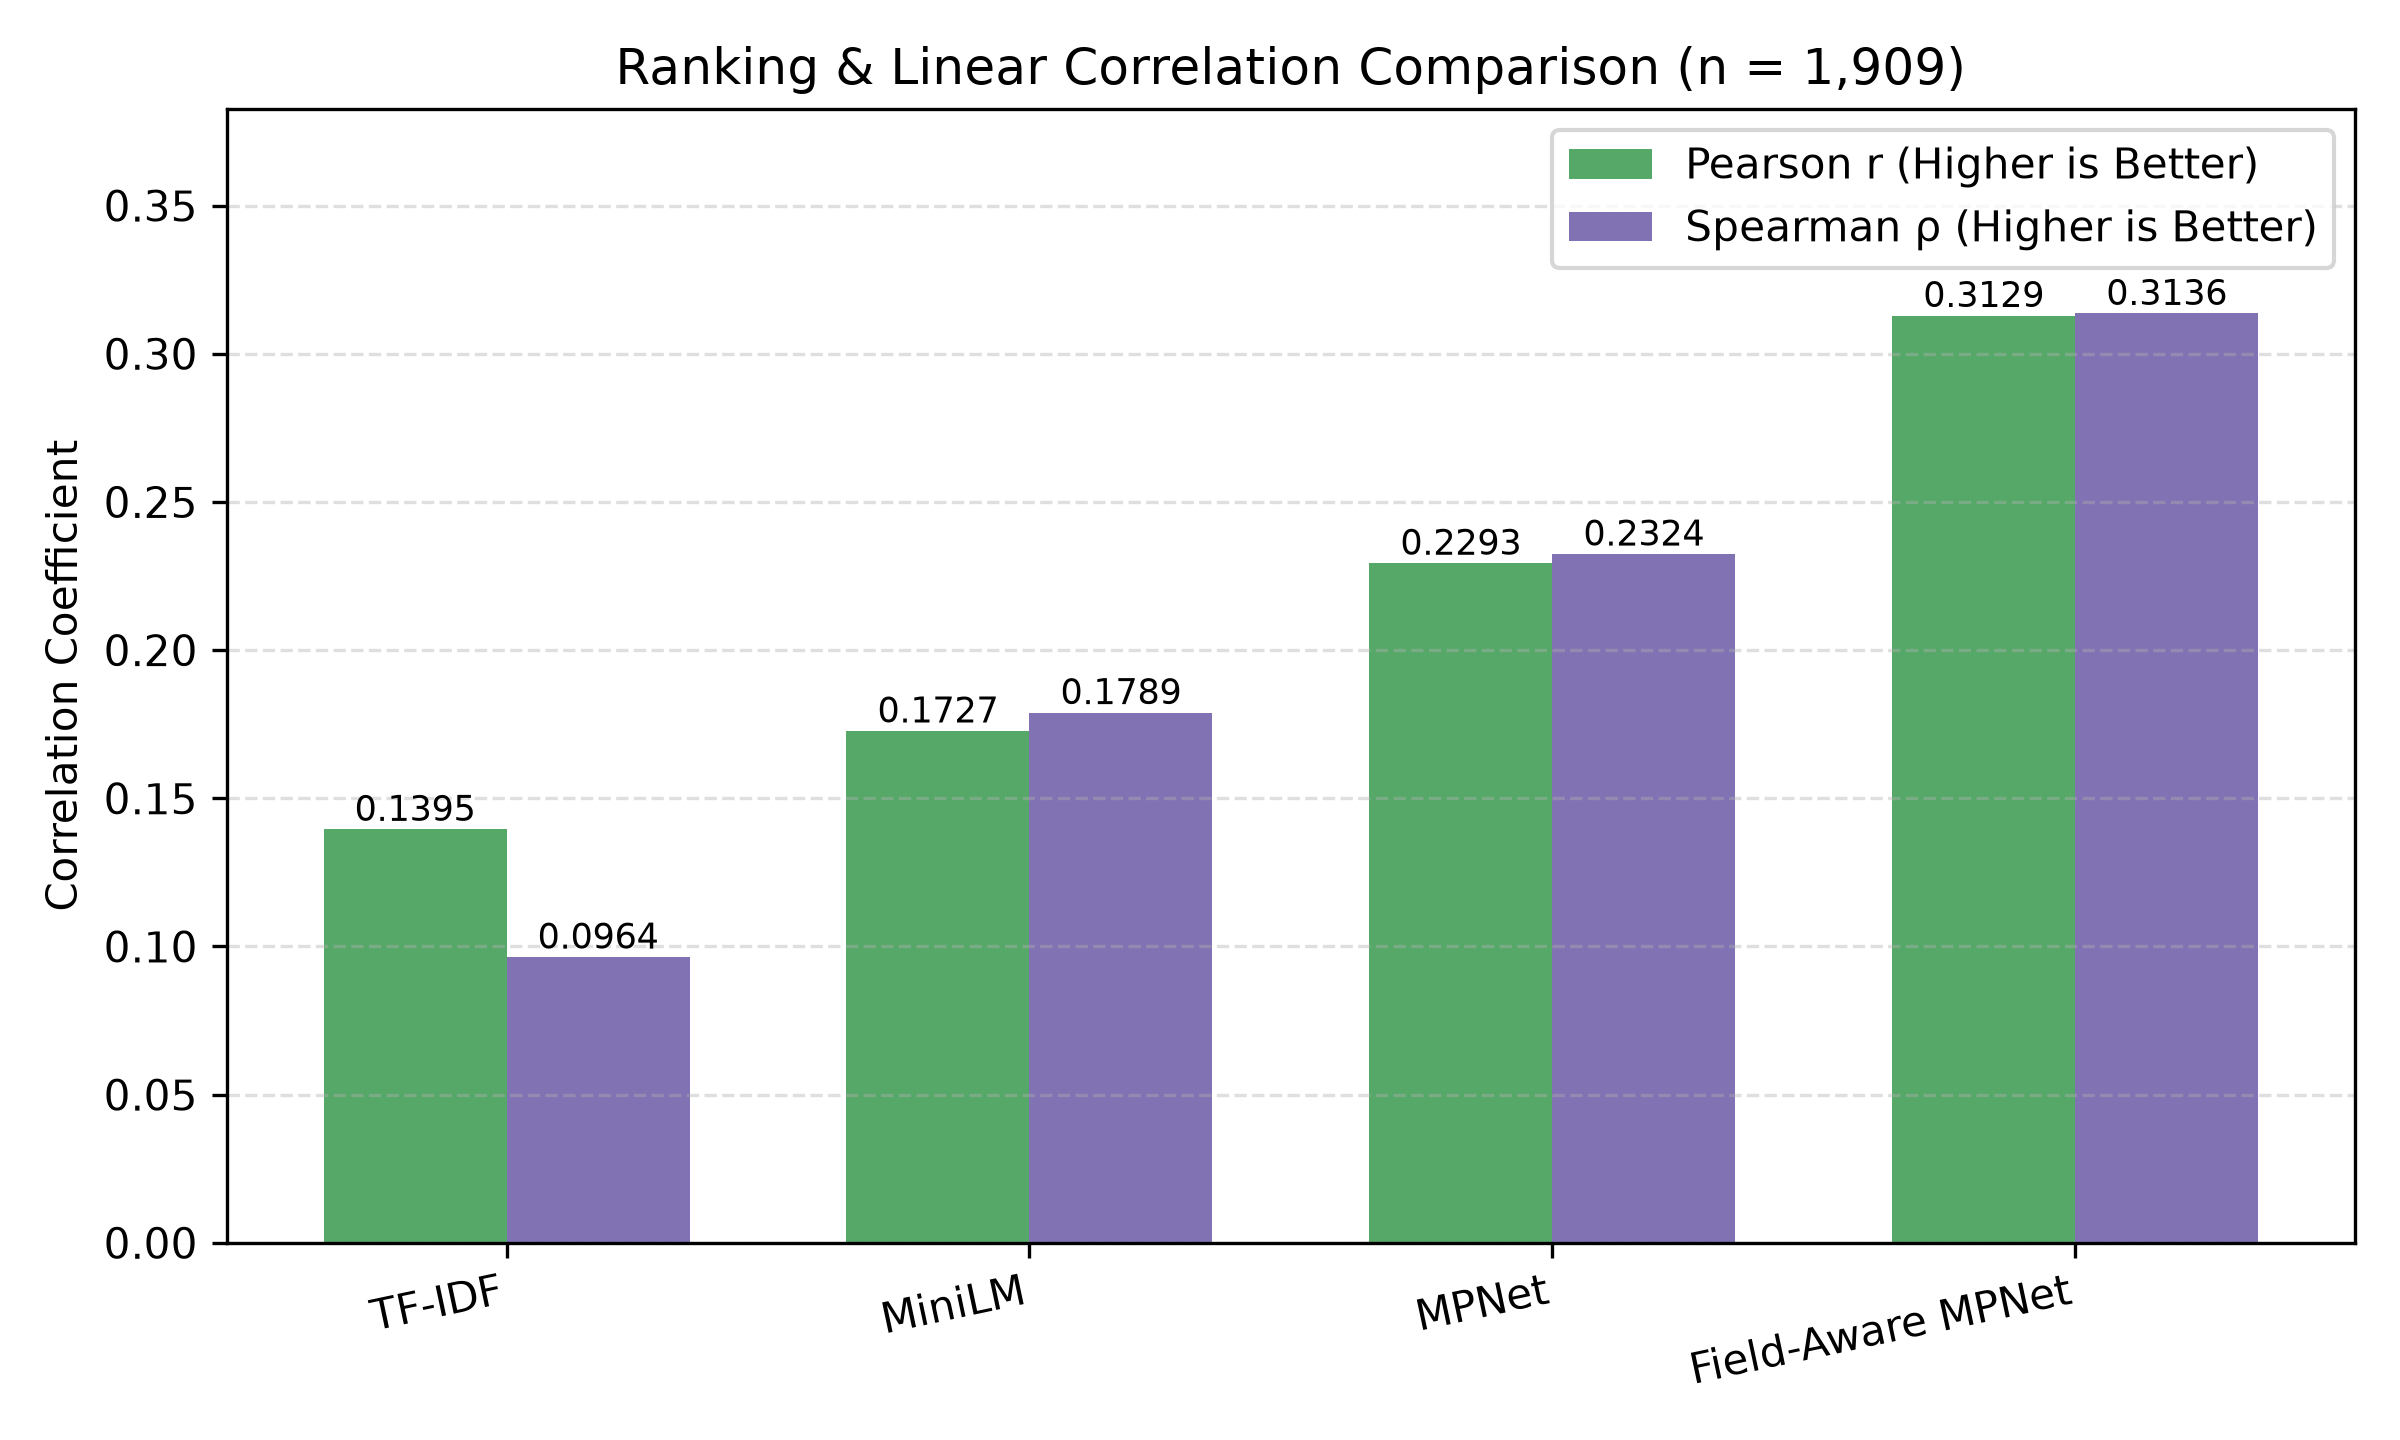 Ranking & Linear Correlation Comparison (n = 1,909)
Pearson r (Higher is Better)
Spearman ρ (Higher is Better)
Correlation Coefficient
0.35
0.30
0.25
0.20
0.15
0.10
0.05
0.00
0.1395
0.0964
0.1727
0.1789
0.2293
0.2324
0.3129
0.3136
TF-IDF
MiniLM
MPNet
Field-Aware MPNet